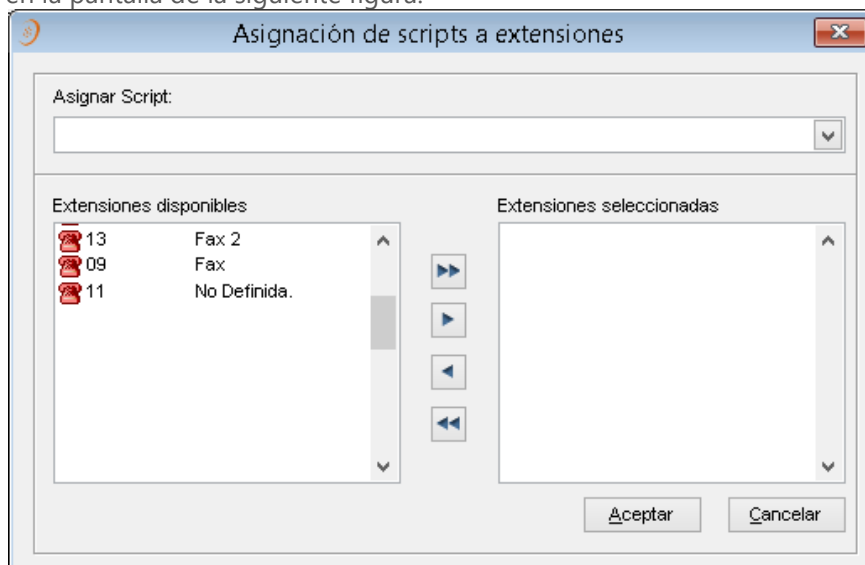 en la pantalla de la siguiente figura.
Asignación de scripts a extensiones
Asignar Script:
Extensiones disponibles
Extensiones seleccionadas
13 Fax 2
09 Fax
11 No Definida.
Aceptar
Cancelar